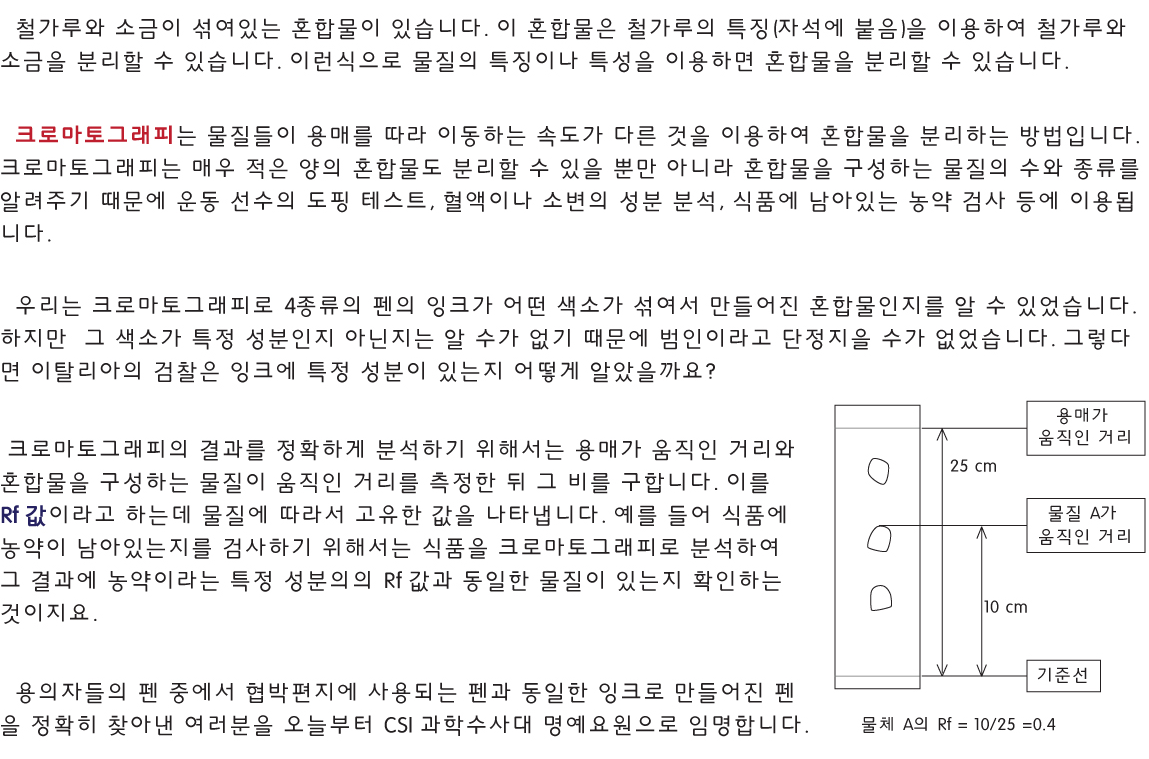 철가루와 소금이 섞여있는 혼합물이 있습니다. 이 혼합물은 철가루의 특징(자석에 붙음)을 이용하여 철가루와
소금을 분리할 수 있습니다. 이런식으로 물질의 특징이나 특성을 이용하면 혼합물을 분리할 수 있습니다.
크로마토그래피는 물질들이 용매를 따라 이동하는 속도가 다른 것을 이용하여 혼합물을 분리하는 방법입니다.
크로마토그래피는 매우 적은 양의 혼합물도 분리할 수 있을 뿐만 아니라 혼합물을 구성하는 물질의 수와 종류를
알려주기 때문에 운동 선수의 도핑 테스트, 혈액이나 소변의 성분 분석, 식품에 남아있는 농약 검사 등에 이용됩
니다.
우리는 크로마토그래피로 4종류의 펜의 잉크가 어떤 색소가 섞여서 만들어진 혼합물인지를 알 수 있었습니다.
하지만 그 색소가 특정 성분인지 아닌지는 알 수가 없기 때문에 범인이라고 단정지을 수가 없었습니다. 그렇다
면 이탈리아의 검찰은 잉크에 특정 성분이 있는지 어떻게 알았을까요?
크로마토그래피의 결과를 정확하게 분석하기 위해서는 용매가 움직인 거리와
혼합물을 구성하는 물질이 움직인 거리를 측정한 뒤 그 비를 구합니다. 이를
Rf 값이라고 하는데 물질에 따라서 고유한 값을 나타냅니다. 예를 들어 식품에
농약이 남아있는지를 검사하기 위해서는 식품을 크로마토그래피로 분석하여
그 결과에 농약이라는 특정 성분의의 Rf 값과 동일한 물질이 있는지 확인하는
것이지요.
용의자들의 펜 중에서 협박편지에 사용되는 펜과 동일한 잉크로 만들어진 펜
을 정확히 찾아낸 여러분을 오늘부터 CSI 과학수사대 명예요원으로 임명합니다.
용매가
움직인 거리
25 cm
물질 A가
움직인 거리
10 cm
기준선
물체 A의 Rf = 10/25 =0.4